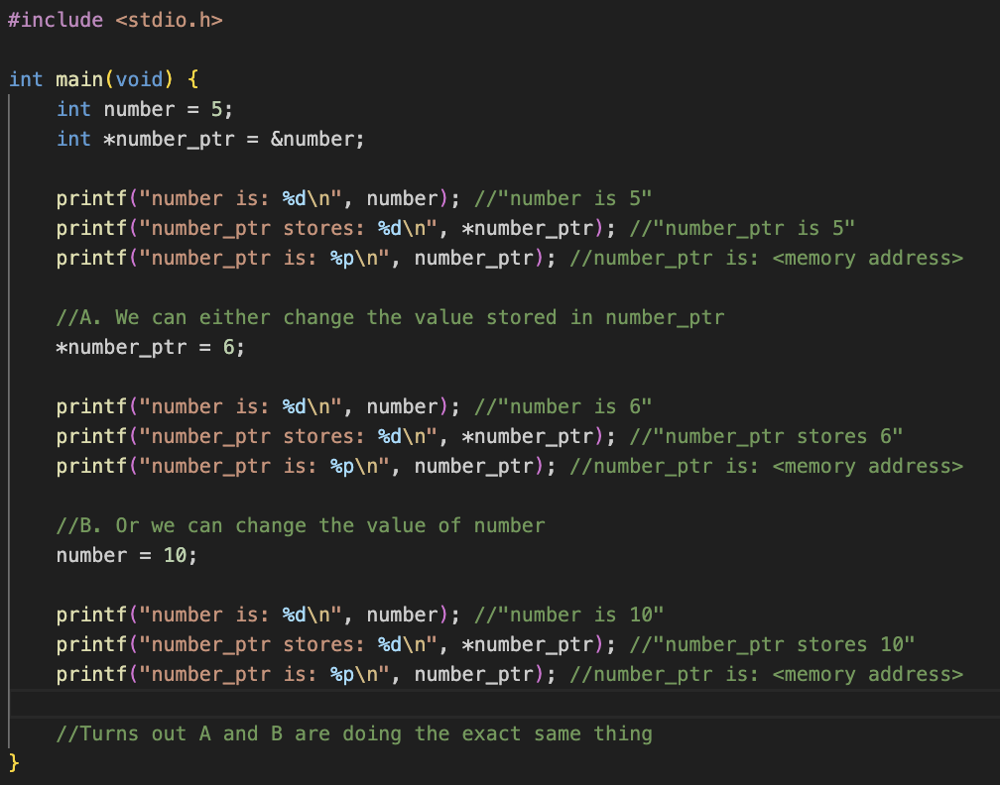 #include <stdio.h>
int main(void) {
int number = 5;
int *number_ptr = &number;
printf("number is: %d\n", number); //"number is 5"
printf("number_ptr stores: %d\n", *number_ptr); //"number_ptr is 5"
printf("number_ptr is: %p\n", number_ptr); //number_ptr is: <memory address>
//A. We can either change the value stored in number_ptr
*number_ptr = 6;
printf("number is: %d\n", number); //"number is 6"
printf("number_ptr stores: %d\n", *number_ptr); //"number_ptr stores 6"
printf("number_ptr is: %p\n", number_ptr); //number_ptr is: <memory address>
//B. Or we can change the value of number
number = 10;
printf("number is: %d\n", number); //"number is 10"
printf("number_ptr stores: %d\n", *number_ptr); //"number_ptr stores 10"
printf("number_ptr is: %p\n", number_ptr); //number_ptr is: <memory address>
//Turns out A and B are doing the exact same thing
}